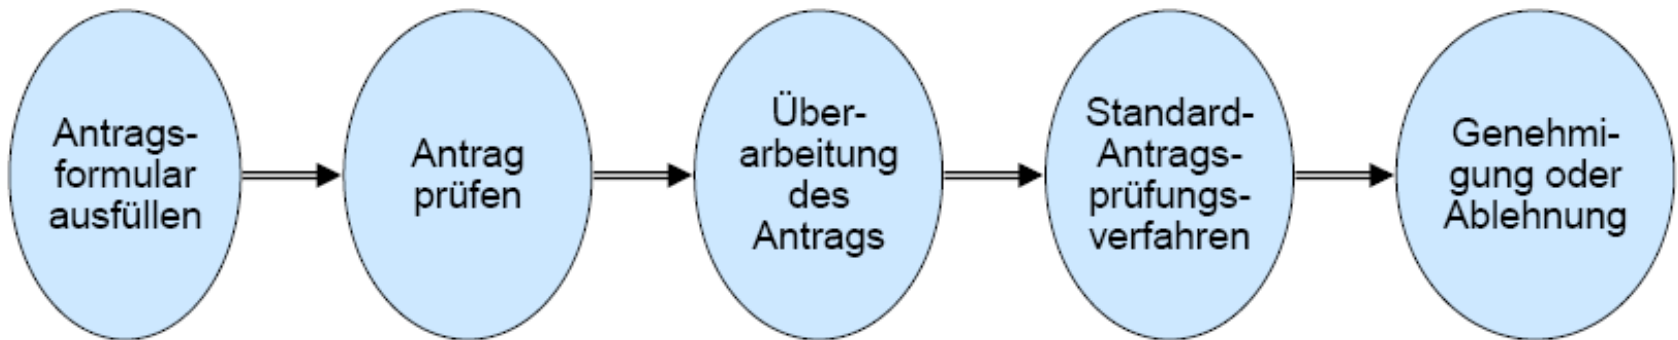 Antrags-
formular
ausfüllen
Antrag
prüfen
Über-
arbeitung
des
Antrags
Standard-
Antrags-
prüfungs-
verfahren
Genehmi-
gung oder
Ablehnung